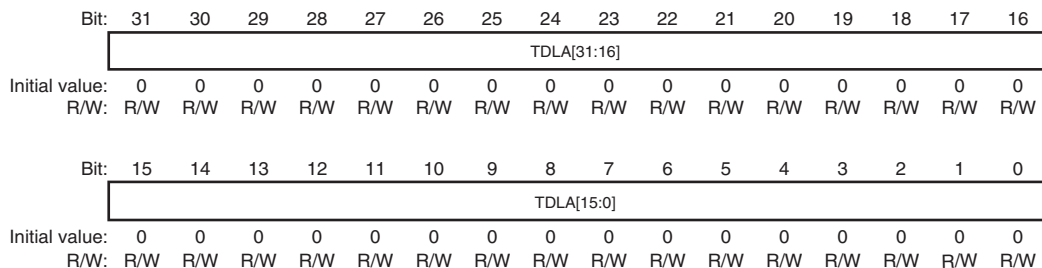 Bit: 31 30 29 28 27 26 25 24 23 22 21 20 19 18 17 16
TDLA[31:16]
Initial value: 0 0 0 0 0 0 0 0 0 0 0 0 0 0 0 0
R/W: R/W R/W R/W R/W R/W R/W R/W R/W R/W R/W R/W R/W R/W R/W R/W R/W
Bit: 15 14 13 12 11 10 9 8 7 6 5 4 3 2 1 0
TDLA[15:0]
Initial value: 0 0 0 0 0 0 0 0 0 0 0 0 0 0 0 0
R/W: R/W R/W R/W R/W R/W R/W R/W R/W R/W R/W R/W R/W R/W R/W R/W R/W